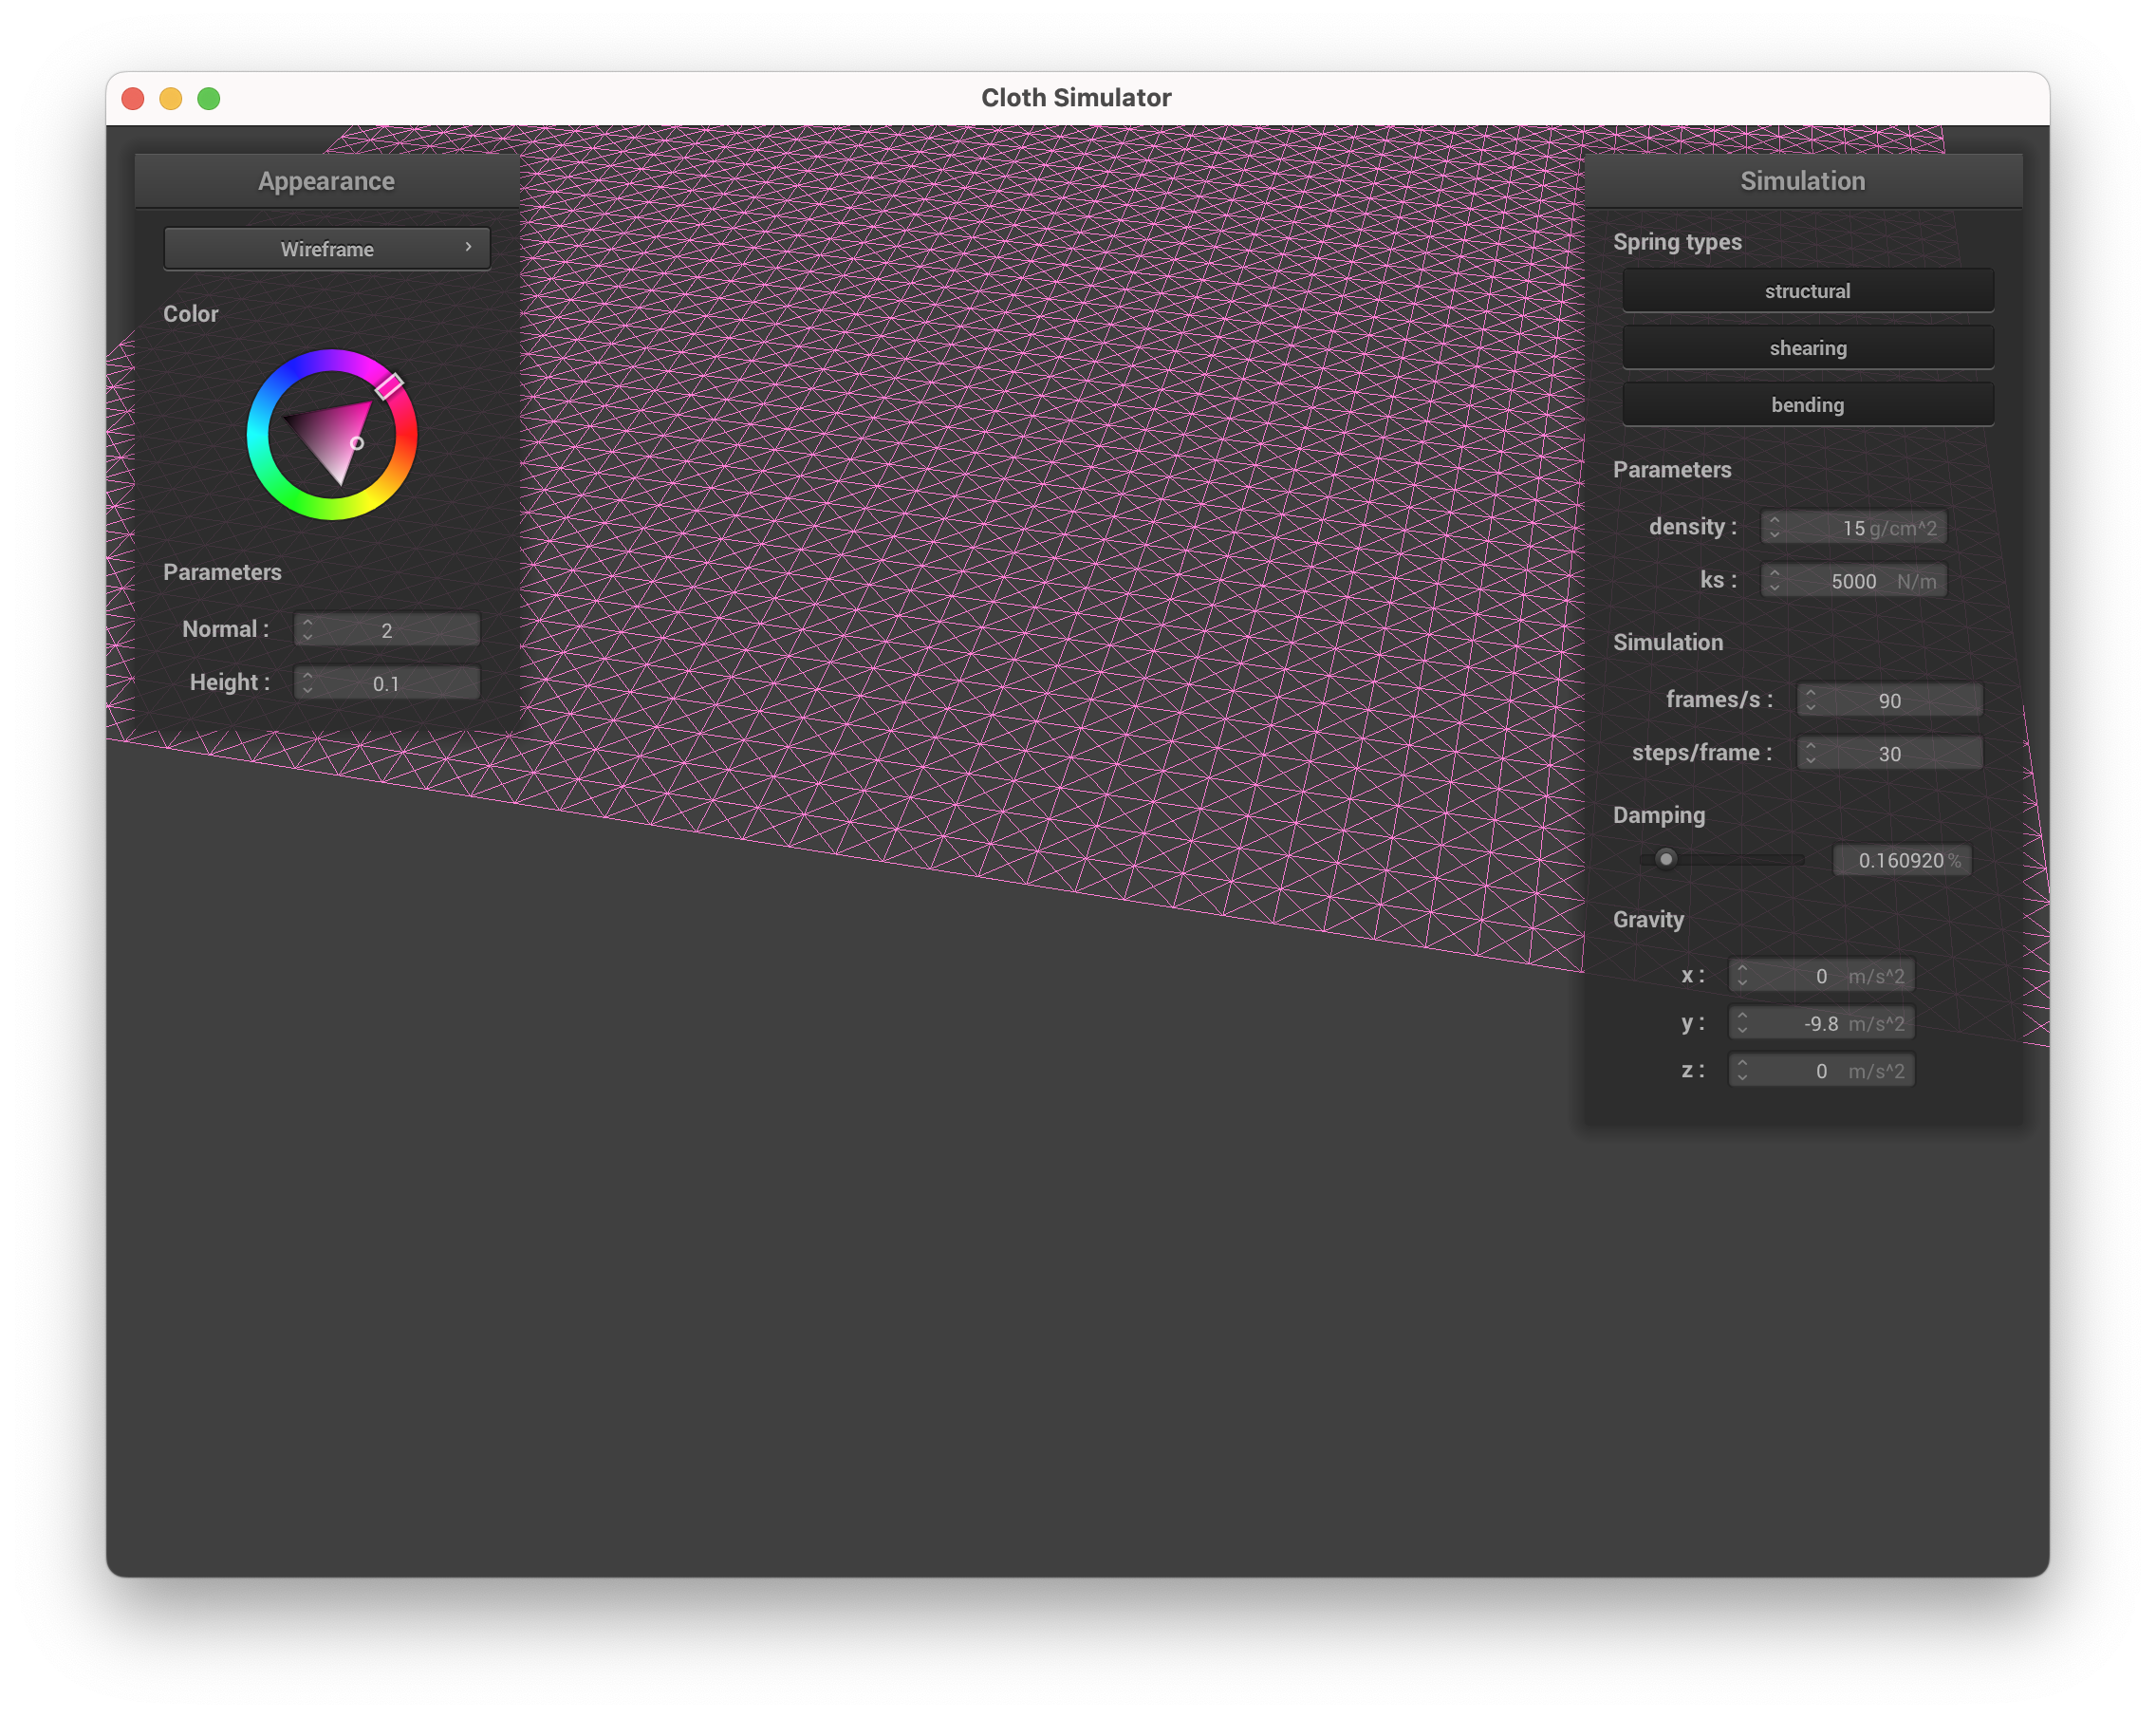 Cloth Simulator
Appearance
Wireframe
Color
Parameters
Normal : 2
Height : 0.1
Simulation
Spring types
structural
shearing
bending
Parameters
density : 15 g/cm^2
ks : 5000 N/m
Simulation
frames/s : 90
steps/frame : 30
Damping
0.160920 %
Gravity
x : 0 m/s^2
y : -9.8 m/s^2
z : 0 m/s^2